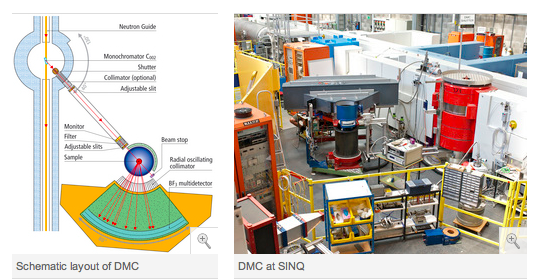 Neutron Guide
Monochromator C002
Shutter
Collimator (optional)
Adjustable slit
Monitor
Filter
Adjustable slits
Sample
Beam stop
Radial oscillating
collimator
BF3 multidetector
Schematic layout of DMC
DMC at SINQ